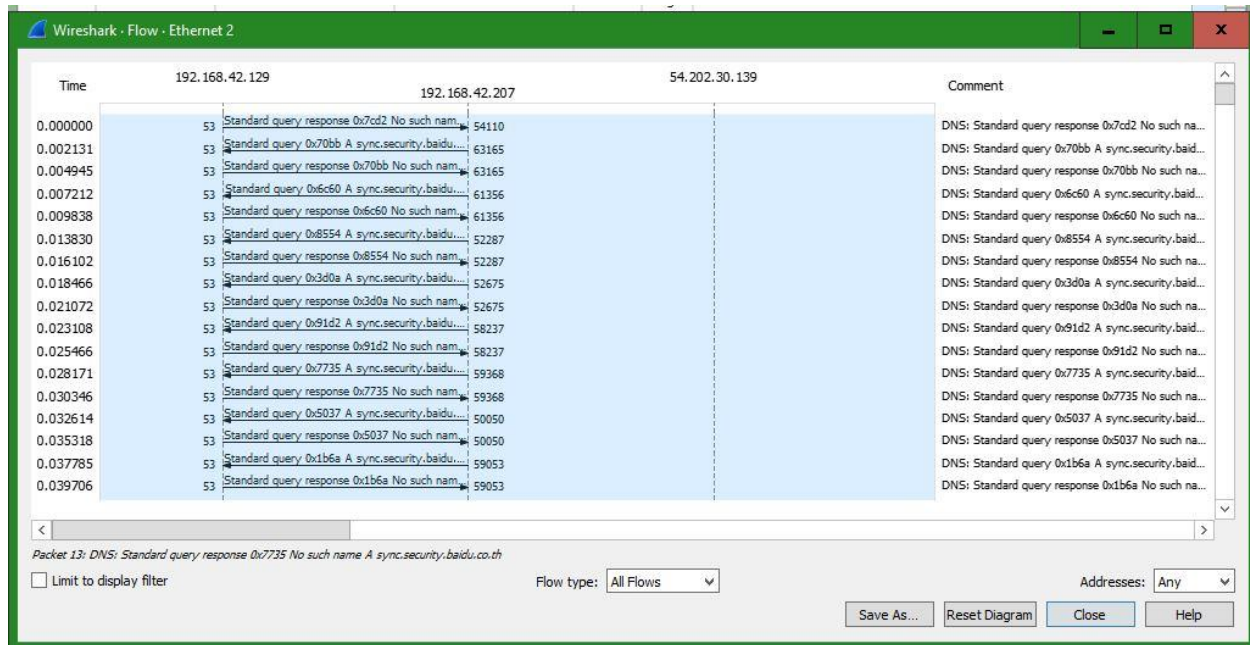 Wireshark · Flow · Ethernet 2
Time 192.168.42.129 192.168.42.207 54.202.30.139 Comment
0.000000 53 Standard query response 0x7cd2 No such nam... 54110 DNS: Standard query response 0x7cd2 No such na...
0.002131 53 Standard query 0x70bb A sync.security.baidu.... 63165 DNS: Standard query 0x70bb A sync.security.baid...
0.004945 53 Standard query response 0x70bb No such nam... 63165 DNS: Standard query response 0x70bb No such na...
0.007212 53 Standard query 0x6c60 A sync.security.baidu.... 61356 DNS: Standard query 0x6c60 A sync.security.baid...
0.009838 53 Standard query response 0x6c60 No such nam... 61356 DNS: Standard query response 0x6c60 No such na...
0.013830 53 Standard query 0x8554 A sync.security.baidu.... 52287 DNS: Standard query 0x8554 A sync.security.baid...
0.016102 53 Standard query response 0x8554 No such nam... 52287 DNS: Standard query response 0x8554 No such na...
0.018466 53 Standard query 0x3d0a A sync.security.baidu.... 52675 DNS: Standard query 0x3d0a A sync.security.baid...
0.021072 53 Standard query response 0x3d0a No such nam... 52675 DNS: Standard query response 0x3d0a No such na...
0.023108 53 Standard query 0x91d2 A sync.security.baidu.... 58237 DNS: Standard query 0x91d2 A sync.security.baid...
0.025466 53 Standard query response 0x91d2 No such nam... 58237 DNS: Standard query response 0x91d2 No such na...
0.028171 53 Standard query 0x7735 A sync.security.baidu.... 59368 DNS: Standard query 0x7735 A sync.security.baid...
0.030346 53 Standard query response 0x7735 No such nam... 59368 DNS: Standard query response 0x7735 No such na...
0.032614 53 Standard query 0x5037 A sync.security.baidu.... 50050 DNS: Standard query 0x5037 A sync.security.baid...
0.035318 53 Standard query response 0x5037 No such nam... 50050 DNS: Standard query response 0x5037 No such na...
0.037785 53 Standard query 0x1b6a A sync.security.baidu.... 59053 DNS: Standard query 0x1b6a A sync.security.baid...
0.039706 53 Standard query response 0x1b6a No such nam... 59053 DNS: Standard query response 0x1b6a No such na...
Packet 13: DNS: Standard query response 0x7735 No such name A sync.security.baidu.co.th
Limit to display filter Flow type: All Flows Addresses: Any
Save As... Reset Diagram Close Help